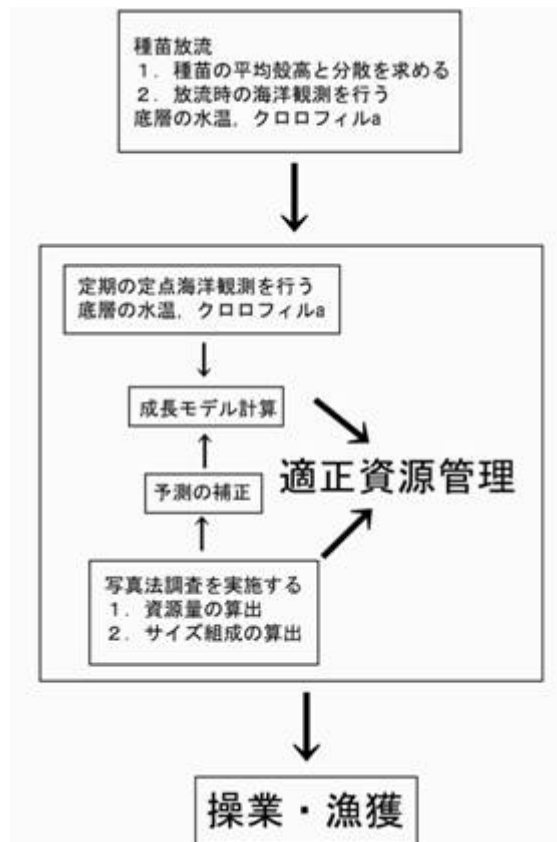 種苗放流
１．種苗の平均殻高と分散を求める
２．放流時の海洋観測を行う
底層の水温，クロロフィルa
定期の定点海洋観測を行う
底層の水温，クロロフィルa
成長モデル計算
適正資源管理
予測の補正
写真法調査を実施する
１．資源量の算出
２．サイズ組成の算出
操業・漁獲